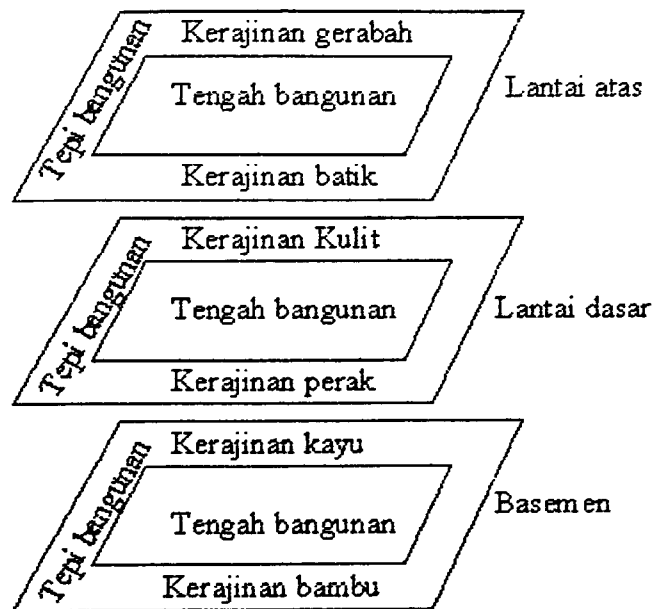 Kerajinan gerabah
Tepi bangunan
Tengah bangunan
Lantai atas
Kerajinan batik
Kerajinan Kulit
Tepi bangunan
Tengah bangunan
Lantai dasar
Kerajinan perak
Kerajinan kayu
Tepi bangunan
Tengah bangunan
Basemen
Kerajinan bambu